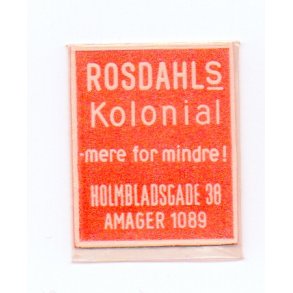 ROSDAHLS
Kolonial
-mere for mindre!
HOLMBLADSGADE 38
AMAGER 1089